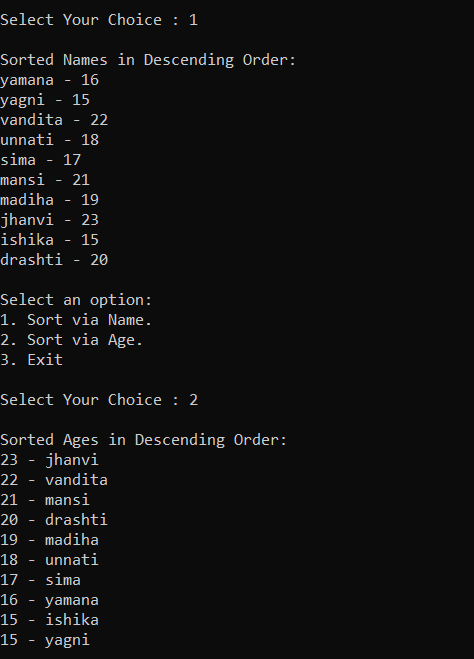 Select Your Choice : 1
Sorted Names in Descending Order:
yamana - 16
yagni - 15
vandita - 22
unnati - 18
sima - 17
mansi - 21
madiha - 19
jhanvi - 23
ishika - 15
drashti - 20
Select an option:
1. Sort via Name.
2. Sort via Age.
3. Exit
Select Your Choice : 2
Sorted Ages in Descending Order:
23 - jhanvi
22 - vandita
21 - mansi
20 - drashti
19 - madiha
18 - unnati
17 - sima
16 - yamana
15 - ishika
15 - yagni